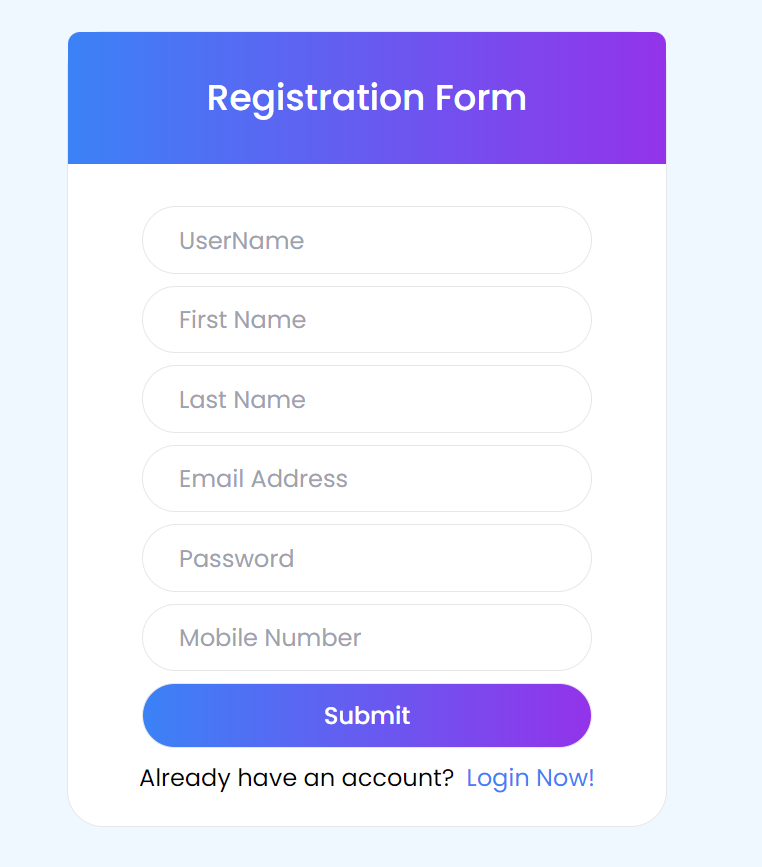 Registration Form
UserName
First Name
Last Name
Email Address
Password
Mobile Number
Submit
Already have an account? Login Now!